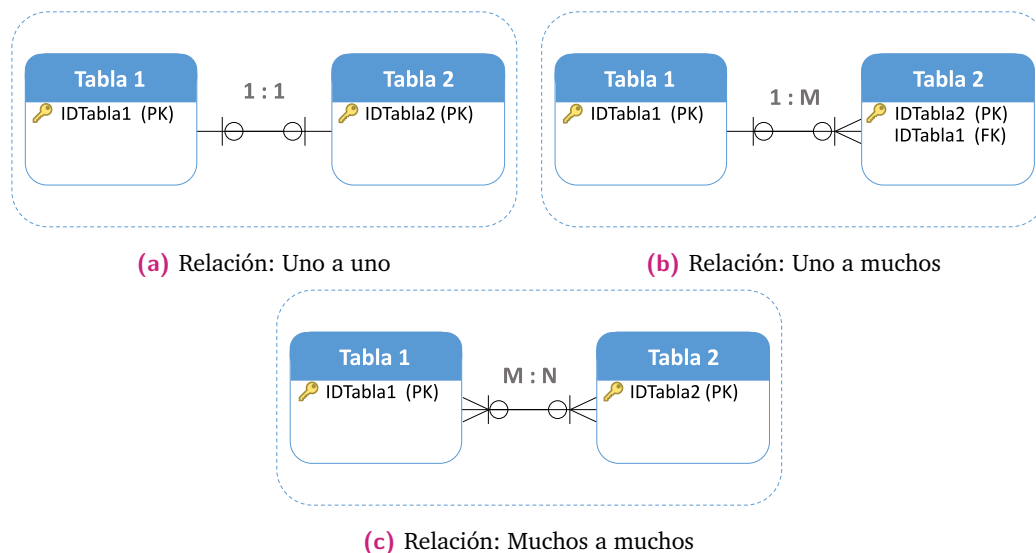 Tabla 1
IDTabla1 (PK)
1 : 1
Tabla 2
IDTabla2 (PK)
(a) Relación: Uno a uno
Tabla 1
IDTabla1 (PK)
1 : M
Tabla 2
IDTabla2 (PK)
IDTabla1 (FK)
(b) Relación: Uno a muchos
Tabla 1
IDTabla1 (PK)
M : N
Tabla 2
IDTabla2 (PK)
(c) Relación: Muchos a muchos